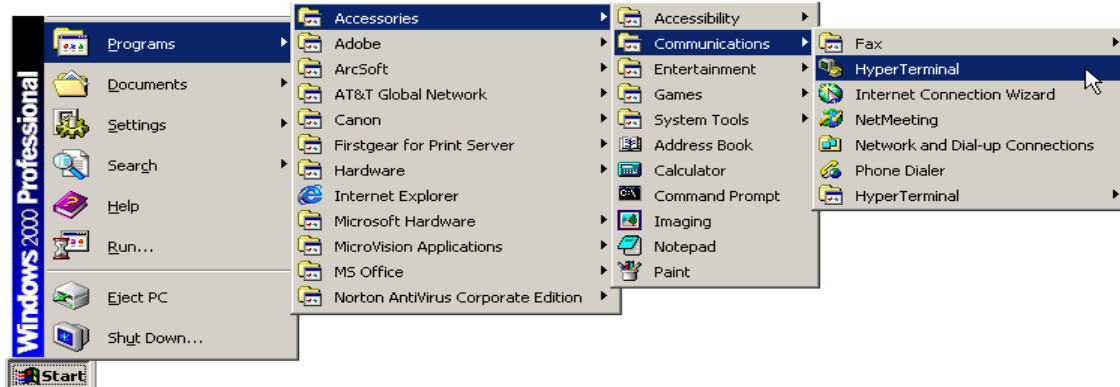 Windows 2000 Professional
Programs
Documents
Settings
Search
Help
Run...
Eject PC
Shut Down...
Start
Accessories
Adobe
ArcSoft
AT&T Global Network
Canon
Firstgear for Print Server
Hardware
Internet Explorer
Microsoft Hardware
MicroVision Applications
MS Office
Norton AntiVirus Corporate Edition
Accessibility
Communications
Entertainment
Games
System Tools
Address Book
Calculator
Command Prompt
Imaging
Notepad
Paint
Fax
HyperTerminal
Internet Connection Wizard
NetMeeting
Network and Dial-up Connections
Phone Dialer
HyperTerminal